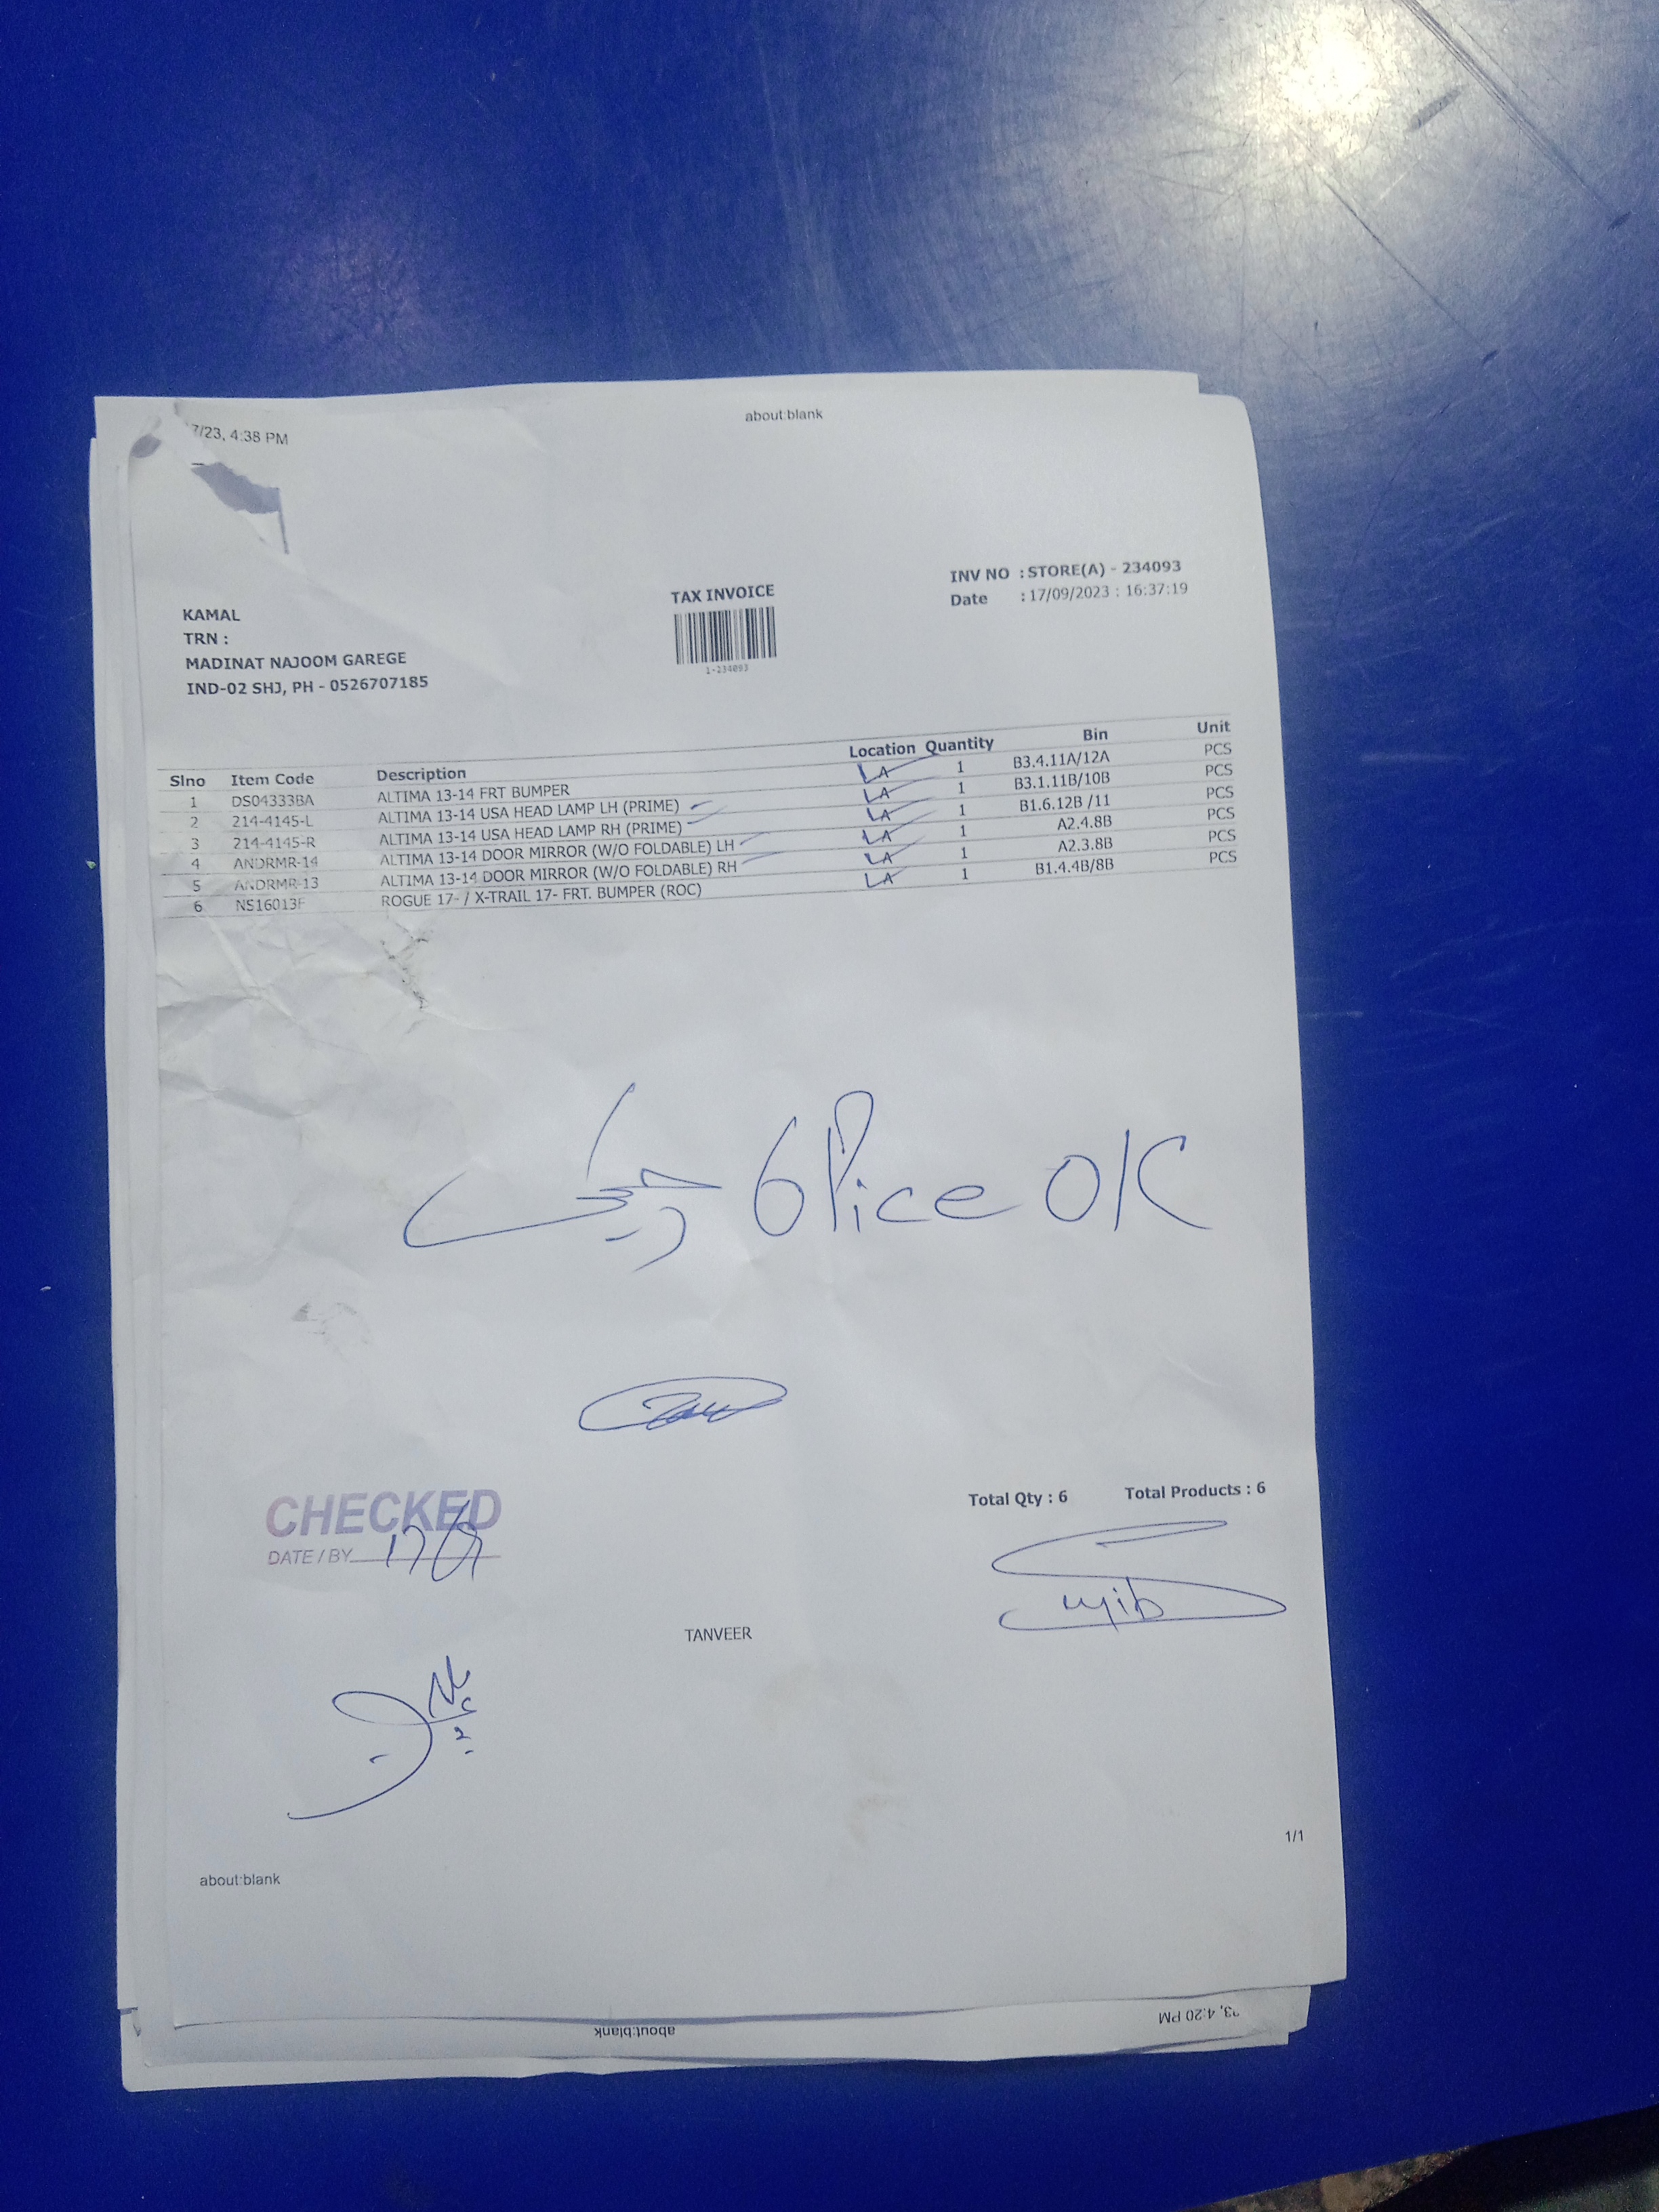 7/23, 4:38 PM
about:blank
KAMAL
TRN :
MADINAT NAJOOM GAREGE
IND-02 SHJ, PH - 0526707185
TAX INVOICE
1-234093
INV NO : STORE(A) - 234093
Date : 17/09/2023 : 16:37:19
Slno Item Code Description Location Quantity Bin Unit
1 DS04333BA ALTIMA 13-14 FRT BUMPER LA 1 B3.4.11A/12A PCS
2 214-4145-L ALTIMA 13-14 USA HEAD LAMP LH (PRIME) LA 1 B3.1.11B/10B PCS
3 214-4145-R ALTIMA 13-14 USA HEAD LAMP RH (PRIME) LA 1 B1.6.12B /11 PCS
4 ANDRMR-14 ALTIMA 13-14 DOOR MIRROR (W/O FOLDABLE) LH LA 1 A2.4.8B PCS
5 ANDRMR-13 ALTIMA 13-14 DOOR MIRROR (W/O FOLDABLE) RH LA 1 A2.3.8B PCS
6 NS16013F ROGUE 17- / X-TRAIL 17- FRT. BUMPER (ROC) LA 1 B1.4.4B/8B PCS
6 Pice OK
Total Qty : 6 Total Products : 6
CHECKED
DATE / BY 17/9
TANVEER
1/1
about:blank
about:blank
23, 4:20 PM